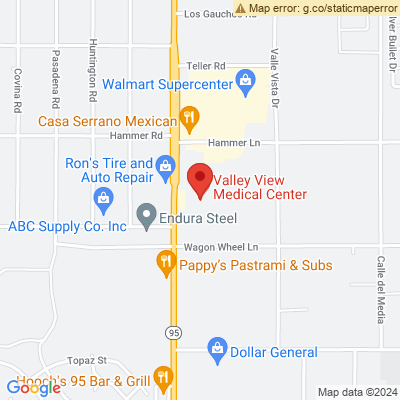 Los Gauchos Rd
Map error: g.co/staticmaperror
Silver Bullet Dr
Teller Rd
Covina Rd
Pasadena Rd
Huntington Rd
Valle Vista Dr
Walmart Supercenter
Casa Serrano Mexican
Hammer Rd
Hammer Ln
Ron's Tire and
Auto Repair
Valley View
Medical Center
ABC Supply Co. Inc
Endura Steel
Wagon Wheel Ln
Pappy's Pastrami & Subs
Calle del Media
95
Topaz St
Dollar General
Hooch's 95 Bar & Grill
Google
Map data ©2024